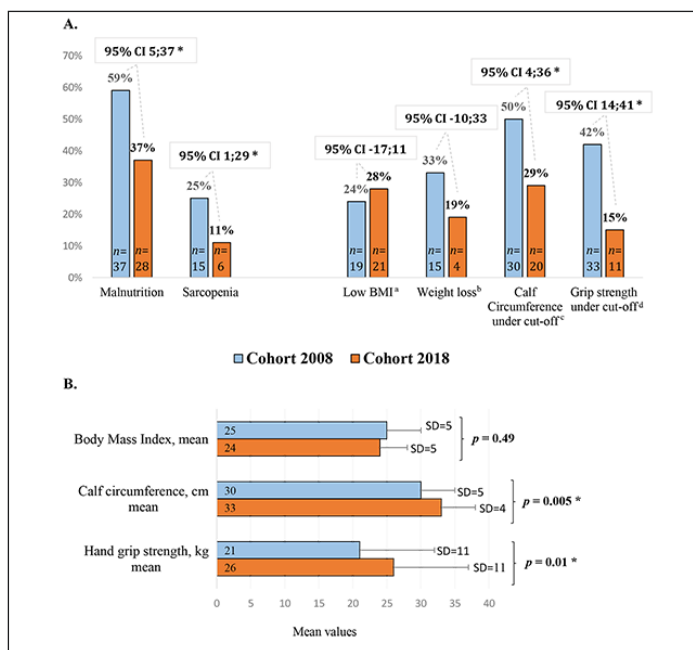 A.
70%
60%
50%
40%
30%
20%
10%
0%
95% CI 5;37 *
59%
37%
95% CI 1;29 *
25%
11%
95% CI -17;11
24%
28%
95% CI -10;33
33%
19%
95% CI 4;36 *
50%
29%
95% CI 14;41 *
42%
15%
n= n= n= n= n= n= n= n= n= n= n= n=
37 28 15 6 19 21 15 4 30 20 33 11
Malnutrition Sarcopenia Low BMI a Weight loss b Calf Grip strength
Circumference under cut-off d
under cut-off c
Cohort 2008 Cohort 2018
B.
Body Mass Index, mean
25 SD=5
24 SD=5
p = 0.49
Calf circumference, cm
mean
30 SD=5
33 SD=4
p = 0.005 *
Hand grip strength, kg
mean
21 SD=11
26 SD=11
p = 0.01 *
0 5 10 15 20 25 30 35 40
Mean values